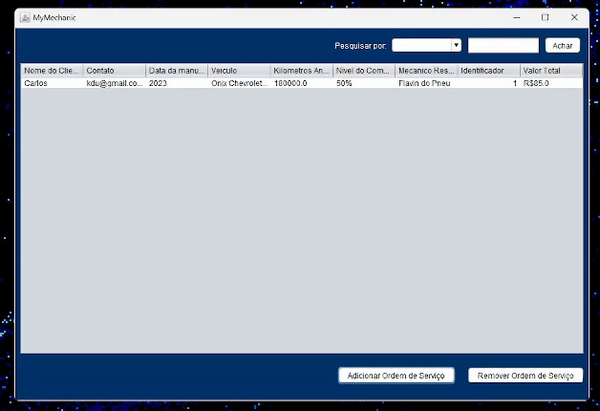 MyMechanic
Pesquisar por: Achar
Nome do Clie... Contato Data da manu... Veiculo Kilometros An... Nivel do Com... Mecanico Res... Identificador Valor Total
Carlos kdu@gmail.co... 2023 Onix Chevrolet... 180000.0 50% Flavin do Pneu 1 R$85.0
Adicionar Ordem de Serviço Remover Ordem de Serviço